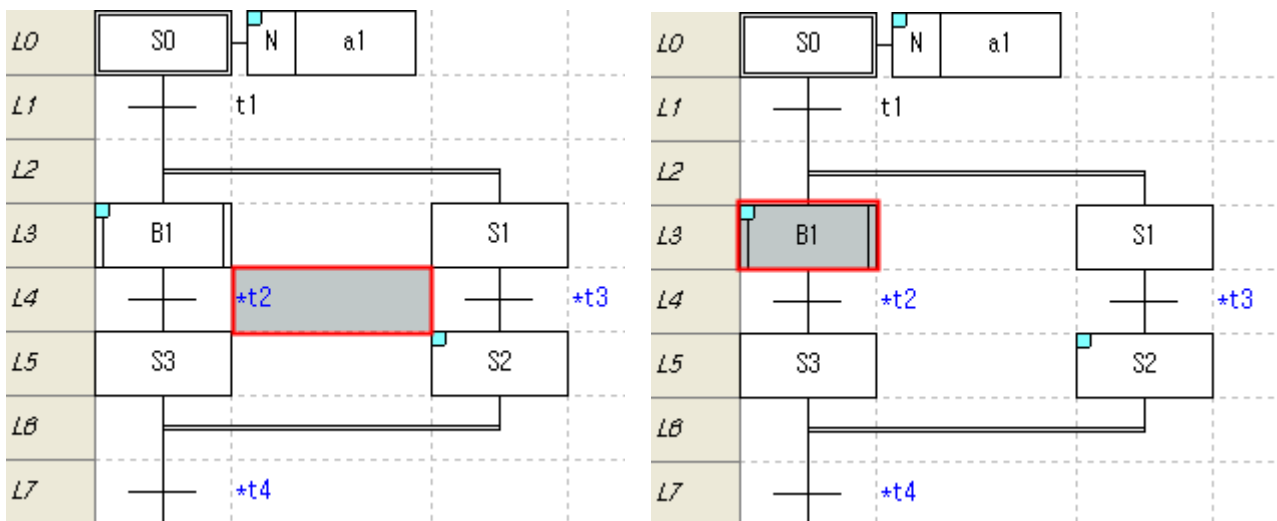 L0 S0 N a1
L1 t1
L2
L3 B1 S1
L4 *t2 *t3
L5 S3 S2
L6
L7 *t4
L0 S0 N a1
L1 t1
L2
L3 B1 S1
L4 *t2 *t3
L5 S3 S2
L6
L7 *t4